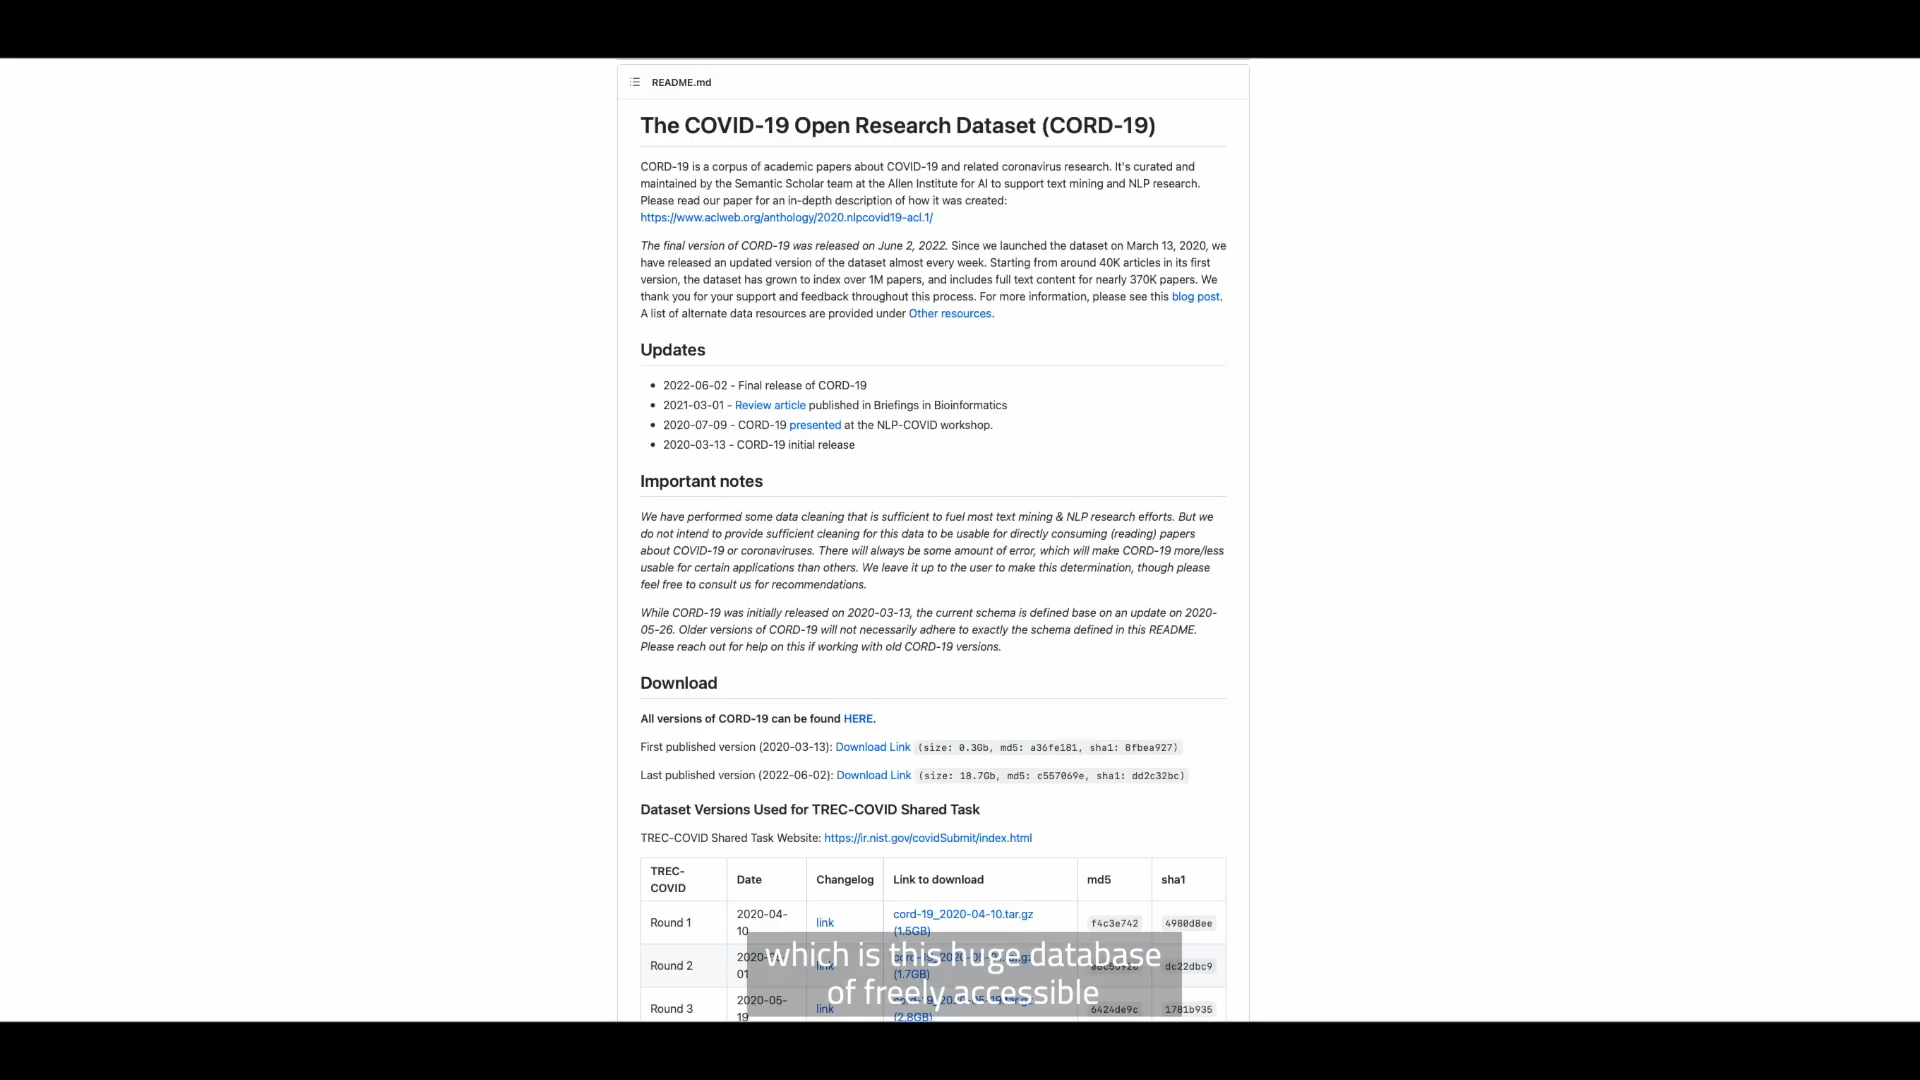 README.md
The COVID-19 Open Research Dataset (CORD-19)
CORD-19 is a corpus of academic papers about COVID-19 and related coronavirus research. It's curated and
maintained by the Semantic Scholar team at the Allen Institute for AI to support text mining and NLP research.
Please read our paper for an in-depth description of how it was created:
https://www.aclweb.org/anthology/2020.nlpcovid19-acl.1/
The final version of CORD-19 was released on June 2, 2022. Since we launched the dataset on March 13, 2020, we
have released an updated version of the dataset almost every week. Starting from around 40K articles in its first
version, the dataset has grown to index over 1M papers, and includes full text content for nearly 370K papers. We
thank you for your support and feedback throughout this process. For more information, please see this blog post.
A list of alternate data resources are provided under Other resources.
Updates
• 2022-06-02 - Final release of CORD-19
• 2021-03-01 - Review article published in Briefings in Bioinformatics
• 2020-07-09 - CORD-19 presented at the NLP-COVID workshop.
• 2020-03-13 - CORD-19 initial release
Important notes
We have performed some data cleaning that is sufficient to fuel most text mining & NLP research efforts. But we
do not intend to provide sufficient cleaning for this data to be usable for directly consuming (reading) papers
about COVID-19 or coronaviruses. There will always be some amount of error, which will make CORD-19 more/less
usable for certain applications than others. We leave it up to the user to make this determination, though please
feel free to consult us for recommendations.
While CORD-19 was initially released on 2020-03-13, the current schema is defined base on an update on 2020-
05-26. Older versions of CORD-19 will not necessarily adhere to exactly the schema defined in this README.
Please reach out for help on this if working with old CORD-19 versions.
Download
All versions of CORD-19 can be found HERE.
First published version (2020-03-13): Download Link (size: 0.3Gb, md5: a36fe181, sha1: 8fbea927)
Last published version (2022-06-02): Download Link (size: 18.7Gb, md5: c557069e, sha1: dd2c32bc)
Dataset Versions Used for TREC-COVID Shared Task
TREC-COVID Shared Task Website: https://ir.nist.gov/covidSubmit/index.html
TREC-
COVID Date Changelog Link to download md5 sha1
Round 1 2020-04-
10 link cord-19_2020-04-10.tar.gz
(1.5GB) f4c3e742 4980d8ee
Round 2
01 link
(1.7GB) dc22dbc9
Round 3 2020-05-
19 link
(2.8GB) 6424de9c 1781b935
which is this huge database
of freely accessible